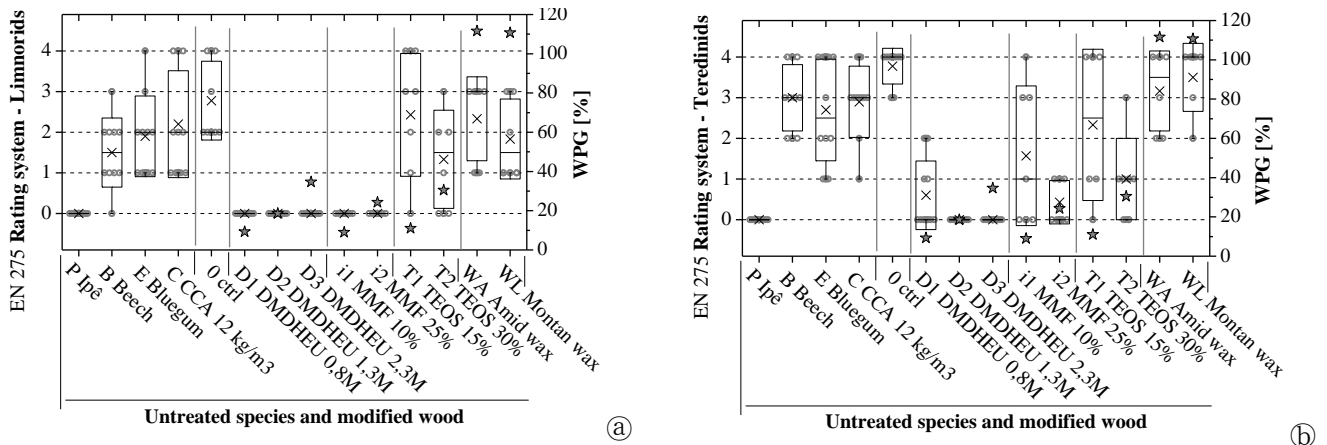 a)
EN 275 Rating system - Limnorids
4
3
2
1
0
120
100
80
60
40
20
0
WPG [%]
P Ipê
B Beech
E Bluegum
C CCA 12 kg/m3
0 ctrl
D1 DMDHEU 0,8M
D2 DMDHEU 1,3M
D3 DMDHEU 2,3M
i1 MMF 10%
i2 MMF 25%
T1 TEOS 15%
T2 TEOS 30%
WA Amid wax
WL Montan wax
Untreated species and modified wood
ⓐ
b)
EN 275 Rating system - Teredinids
4
3
2
1
0
120
100
80
60
40
20
0
WPG [%]
P Ipê
B Beech
E Bluegum
C CCA 12 kg/m3
0 ctrl
D1 DMDHEU 0,8M
D2 DMDHEU 1,3M
D3 DMDHEU 2,3M
i1 MMF 10%
i2 MMF 25%
T1 TEOS 15%
T2 TEOS 30%
WA Amid wax
WL Montan wax
Untreated species and modified wood
ⓑ